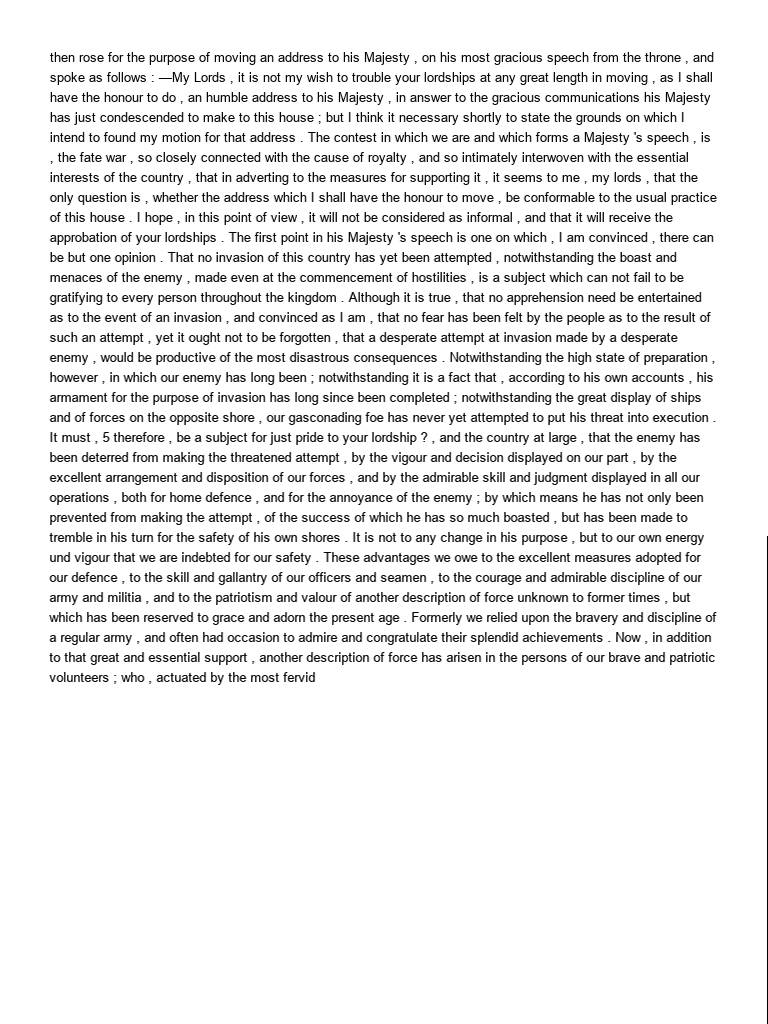 then rose for the purpose of moving an address to his Majesty , on his most gracious speech from the throne , and
spoke as follows : —My Lords , it is not my wish to trouble your lordships at any great length in moving , as I shall
have the honour to do , an humble address to his Majesty , in answer to the gracious communications his Majesty
has just condescended to make to this house ; but I think it necessary shortly to state the grounds on which I
intend to found my motion for that address . The contest in which we are and which forms a Majesty 's speech , is
, the fate war , so closely connected with the cause of royalty , and so intimately interwoven with the essential
interests of the country , that in adverting to the measures for supporting it , it seems to me , my lords , that the
only question is , whether the address which I shall have the honour to move , be conformable to the usual practice
of this house . I hope , in this point of view , it will not be considered as informal , and that it will receive the
approbation of your lordships . The first point in his Majesty 's speech is one on which , I am convinced , there can
be but one opinion . That no invasion of this country has yet been attempted , notwithstanding the boast and
menaces of the enemy , made even at the commencement of hostilities , is a subject which can not fail to be
gratifying to every person throughout the kingdom . Although it is true , that no apprehension need be entertained
as to the event of an invasion , and convinced as I am , that no fear has been felt by the people as to the result of
such an attempt , yet it ought not to be forgotten , that a desperate attempt at invasion made by a desperate
enemy , would be productive of the most disastrous consequences . Notwithstanding the high state of preparation ,
however , in which our enemy has long been ; notwithstanding it is a fact that , according to his own accounts , his
armament for the purpose of invasion has long since been completed ; notwithstanding the great display of ships
and of forces on the opposite shore , our gasconading foe has never yet attempted to put his threat into execution .
It must , 5 therefore , be a subject for just pride to your lordship ? , and the country at large , that the enemy has
been deterred from making the threatened attempt , by the vigour and decision displayed on our part , by the
excellent arrangement and disposition of our forces , and by the admirable skill and judgment displayed in all our
operations , both for home defence , and for the annoyance of the enemy ; by which means he has not only been
prevented from making the attempt , of the success of which he has so much boasted , but has been made to
tremble in his turn for the safety of his own shores . It is not to any change in his purpose , but to our own energy
und vigour that we are indebted for our safety . These advantages we owe to the excellent measures adopted for
our defence , to the skill and gallantry of our officers and seamen , to the courage and admirable discipline of our
army and militia , and to the patriotism and valour of another description of force unknown to former times , but
which has been reserved to grace and adorn the present age . Formerly we relied upon the bravery and discipline of
a regular army , and often had occasion to admire and congratulate their splendid achievements . Now , in addition
to that great and essential support , another description of force has arisen in the persons of our brave and patriotic
volunteers ; who , actuated by the most fervid